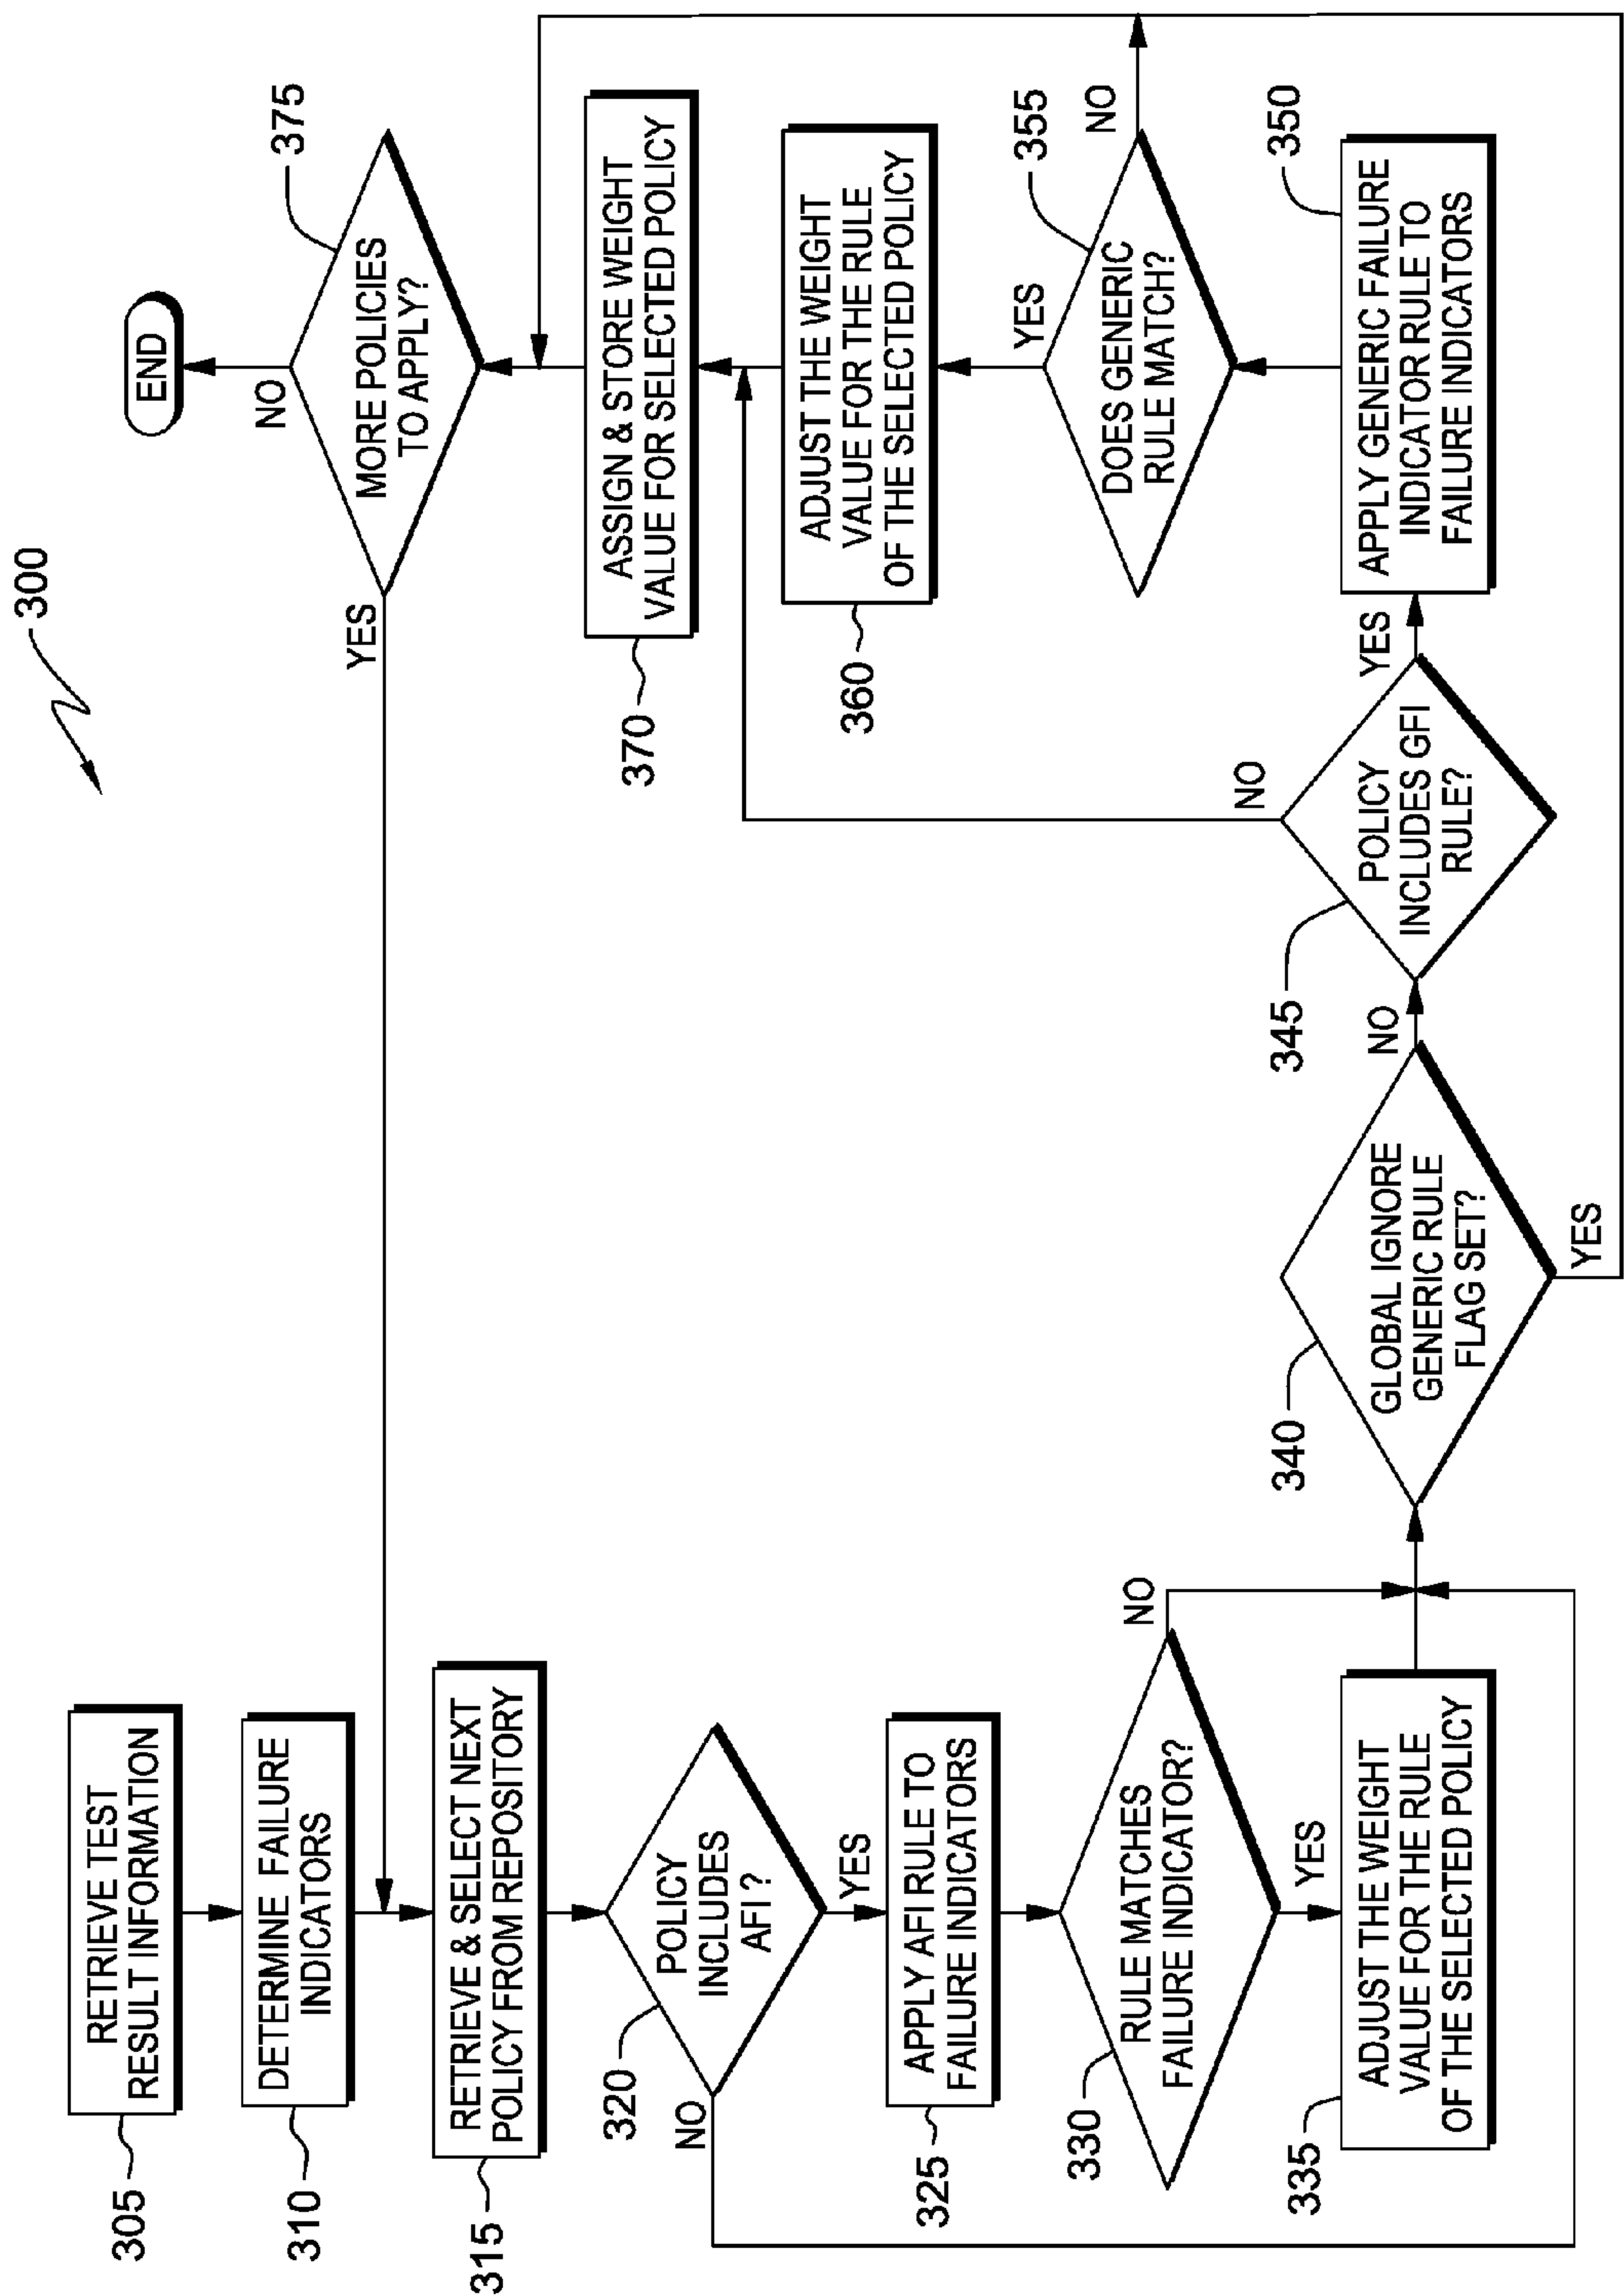 300
RETRIEVE TEST
RESULT INFORMATION
305
DETERMINE FAILURE
INDICATORS
310
RETRIEVE & SELECT NEXT
POLICY FROM REPOSITORY
315
POLICY
INCLUDES
AFI ?
320
NO
YES
APPLY AFI RULE TO
FAILURE INDICATORS
325
RULE MATCHES
FAILURE INDICATOR?
330
NO
YES
ADJUST THE WEIGHT
VALUE FOR THE RULE
OF THE SELECTED POLICY
335
GLOBAL IGNORE
GENERIC RULE
FLAG SET?
340
NO
YES
POLICY
INCLUDES GFI
RULE?
345
NO
YES
APPLY GENERIC FAILURE
INDICATOR RULE TO
FAILURE INDICATORS
350
DOES GENERIC
RULE MATCH?
355
NO
YES
ADJUST THE WEIGHT
VALUE FOR THE RULE
OF THE SELECTED POLICY
360
ASSIGN & STORE WEIGHT
VALUE FOR SELECTED POLICY
370
MORE POLICIES
TO APPLY?
375
YES
NO
END